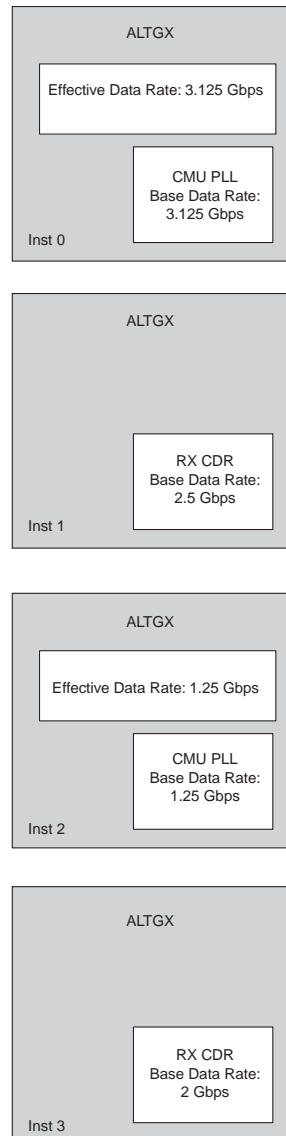 ALTGX
Effective Data Rate: 3.125 Gbps
CMU PLL
Base Data Rate:
3.125 Gbps
Inst 0
ALTGX
RX CDR
Base Data Rate:
2.5 Gbps
Inst 1
ALTGX
Effective Data Rate: 1.25 Gbps
CMU PLL
Base Data Rate:
1.25 Gbps
Inst 2
ALTGX
RX CDR
Base Data Rate:
2 Gbps
Inst 3